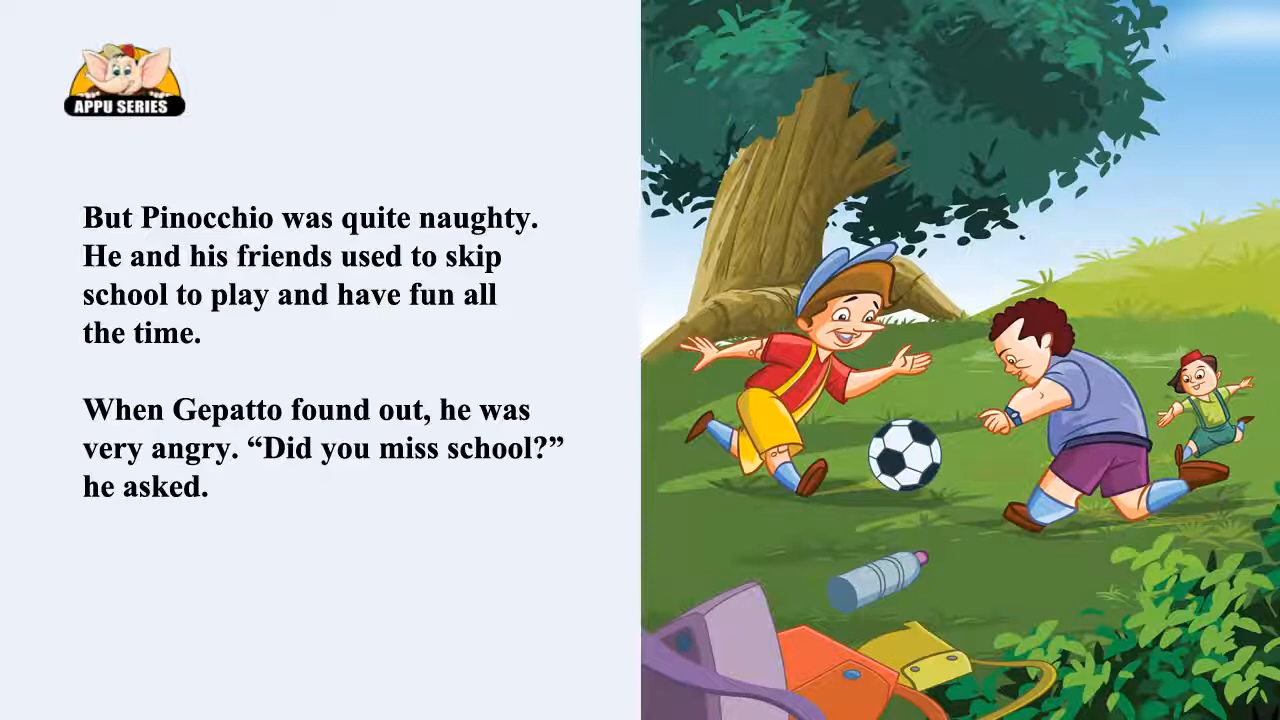 APPU SERIES
But Pinocchio was quite naughty.
He and his friends used to skip
school to play and have fun all
the time.
When Gepatto found out, he was
very angry. “Did you miss school?”
he asked.